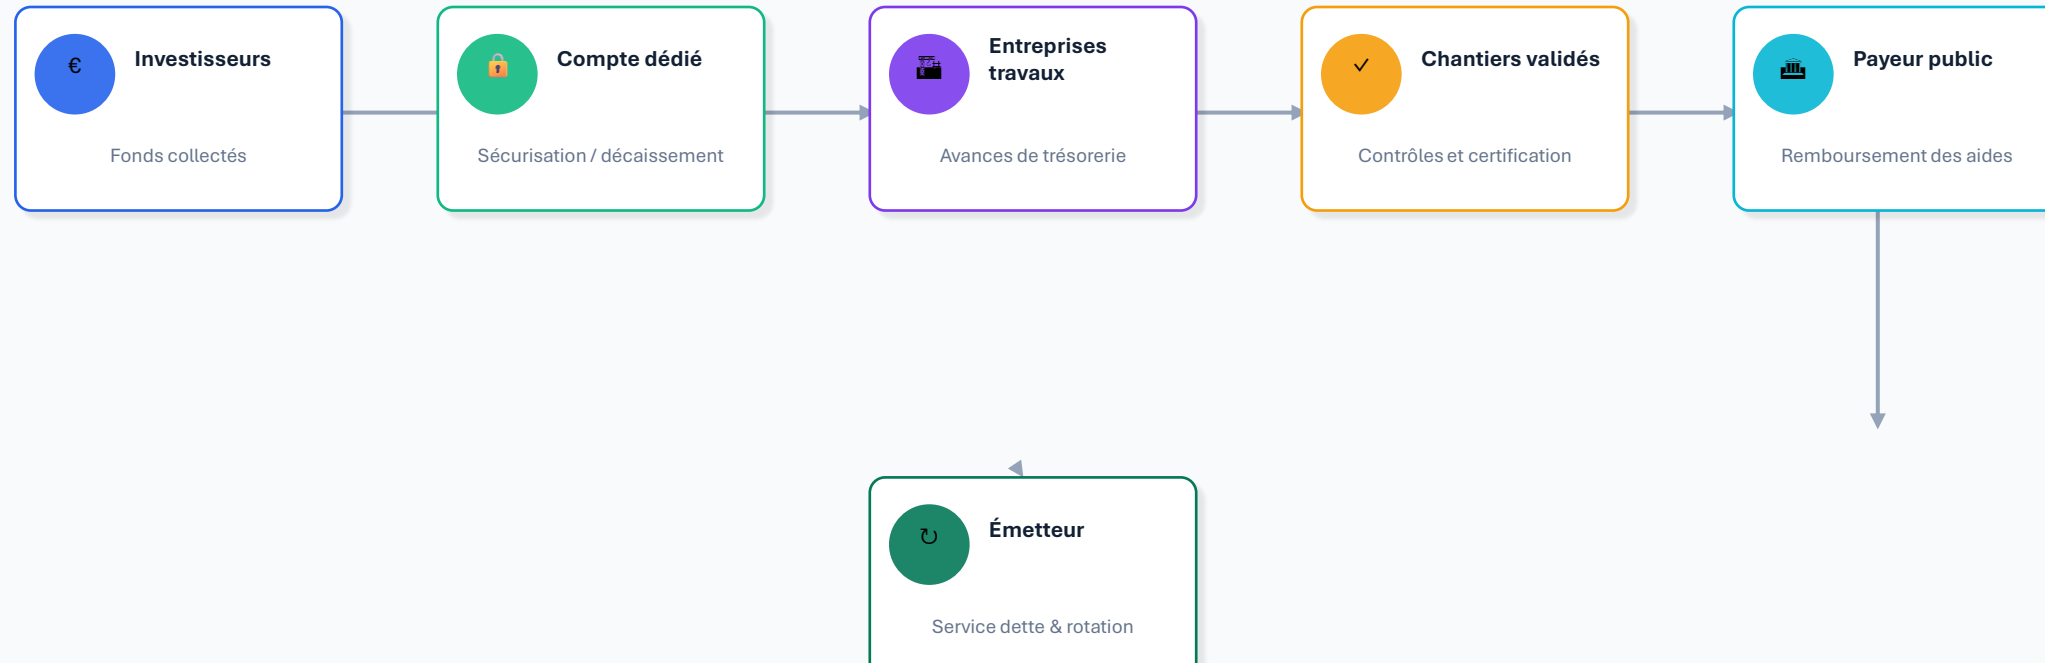 €
Investisseurs
Fonds collectés
Compte dédié
Sécurisation / décaissement
Entreprises
travaux
Avances de trésorerie
✓
Chantiers validés
Contrôles et certification
Payeur public
Remboursement des aides
↻
Émetteur
Service dette & rotation